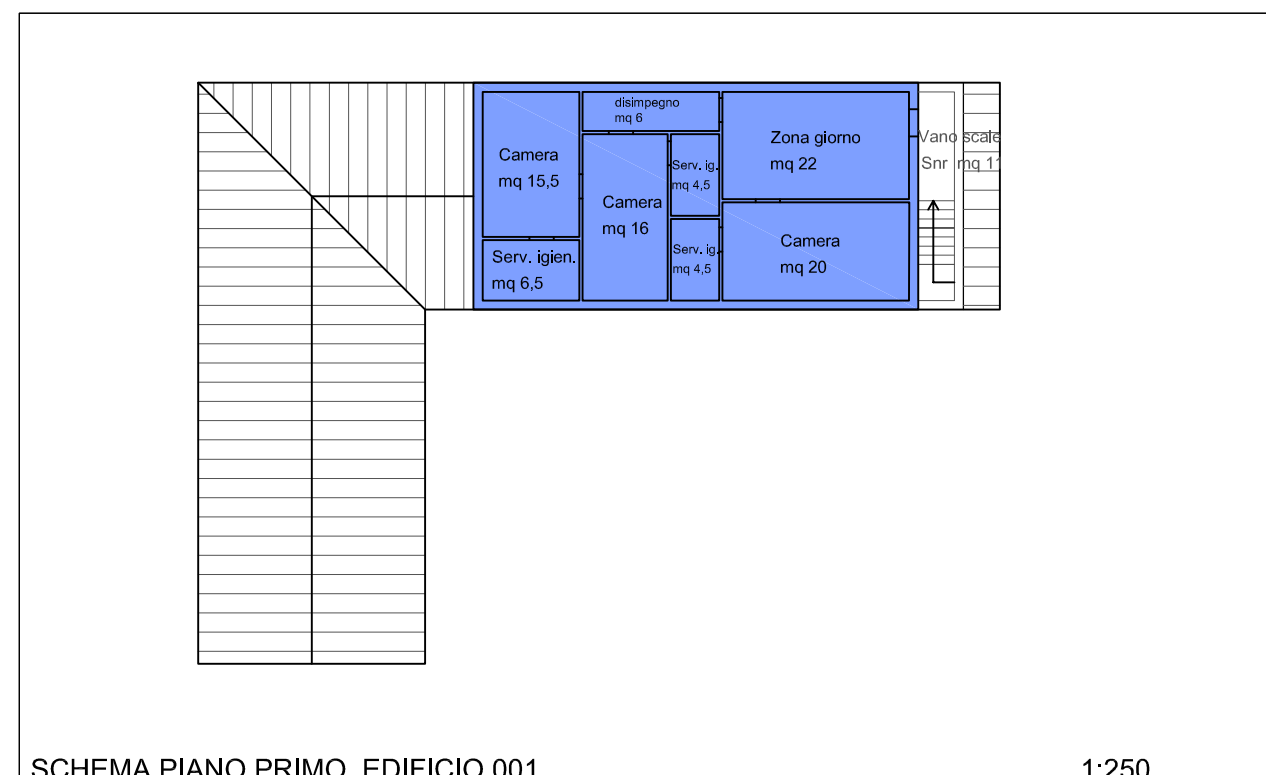 disimpegno
mq 6
Camera
mq 15,5
Zona giorno
mq 22
Vano scale
Snr mq 11
Serv. ig.
mq 4,5
Camera
mq 16
Serv. igien.
mq 6,5
Serv. ig.
mq 4,5
Camera
mq 20
SCHEMA PIANO PRIMO EDIFICIO 001
1:250